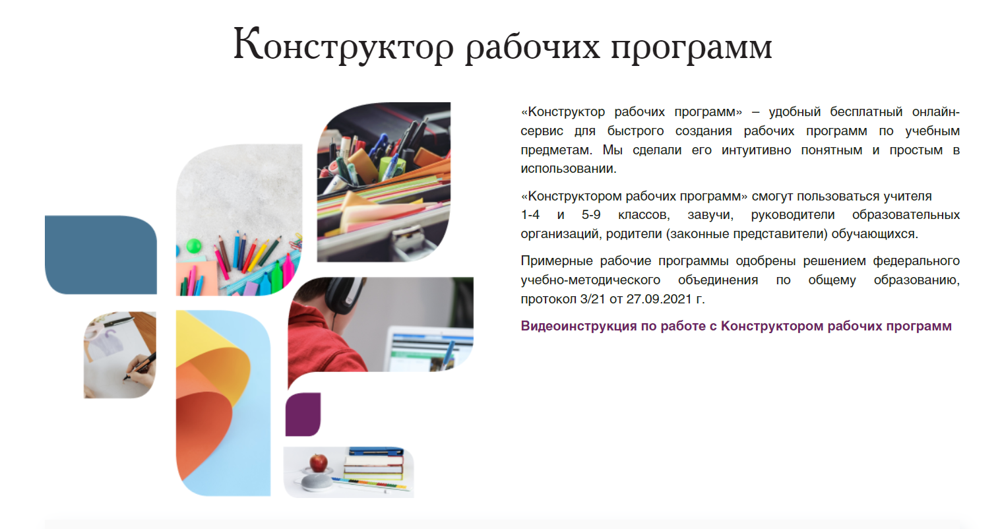 Конструктор рабочих программ
«Конструктор рабочих программ» – удобный бесплатный онлайн-
сервис для быстрого создания рабочих программ по учебным
предметам. Мы сделали его интуитивно понятным и простым в
использовании.
«Конструктором рабочих программ» смогут пользоваться учителя
1-4 и 5-9 классов, завучи, руководители образовательных
организаций, родители (законные представители) обучающихся.
Примерные рабочие программы одобрены решением федерального
учебно-методического объединения по общему образованию,
протокол 3/21 от 27.09.2021 г.
Видеоинструкция по работе с Конструктором рабочих программ